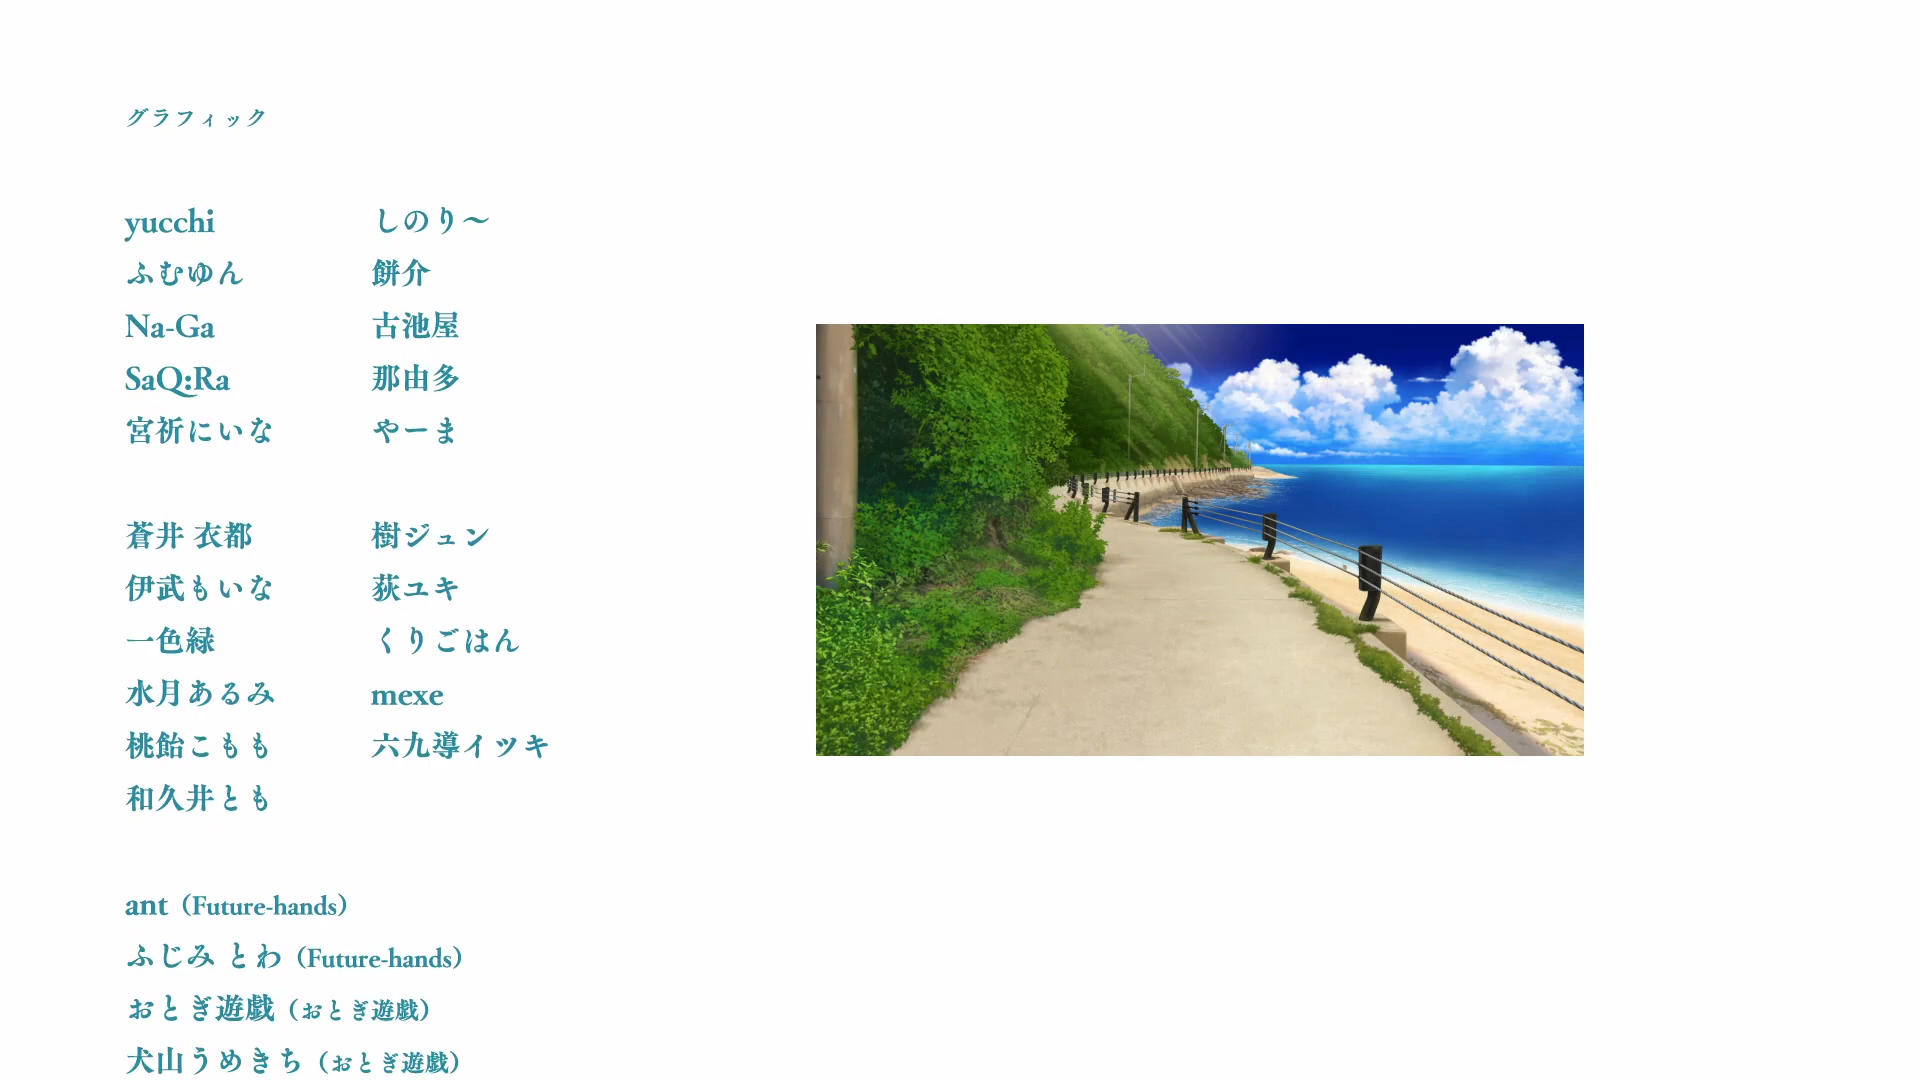 グラフィック
yucchi しのり～
ふむゆん 餅介
Na-Ga 古池屋
SaQ:Ra 那由多
宮祈にいな やーま
蒼井 衣都 樹ジュン
伊武もいな 荻ユキ
一色緑 くりごはん
水月あるみ mexe
桃飴こもも 六九導イツキ
和久井とも
ant（Future-hands）
ふじみ とわ（Future-hands）
おとぎ遊戯（おとぎ遊戯）
犬山うめきち（おとぎ遊戯）